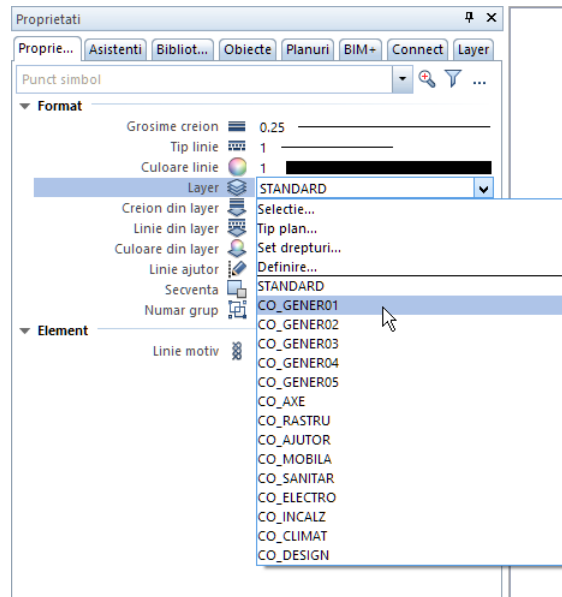 Proprietati
Proprie... Asistenti Bibliot... Obiecte Planuri BIM+ Connect Layer
Punct simbol ...
Format
Grosime creion 0.25
Tip linie 1
Culoare linie 1
Layer STANDARD
Creion din layer Selectie...
Linie din layer Tip plan...
Culoare din layer Set drepturi...
Linie ajutor Definire...
Secventa STANDARD
Numar grup CO_GENER01
Element CO_GENER02
Linie motiv CO_GENER03
CO_GENER04
CO_GENER05
CO_AXE
CO_RASTRU
CO_AJUTOR
CO_MOBILA
CO_SANITAR
CO_ELECTRO
CO_INCALZ
CO_CLIMAT
CO_DESIGN